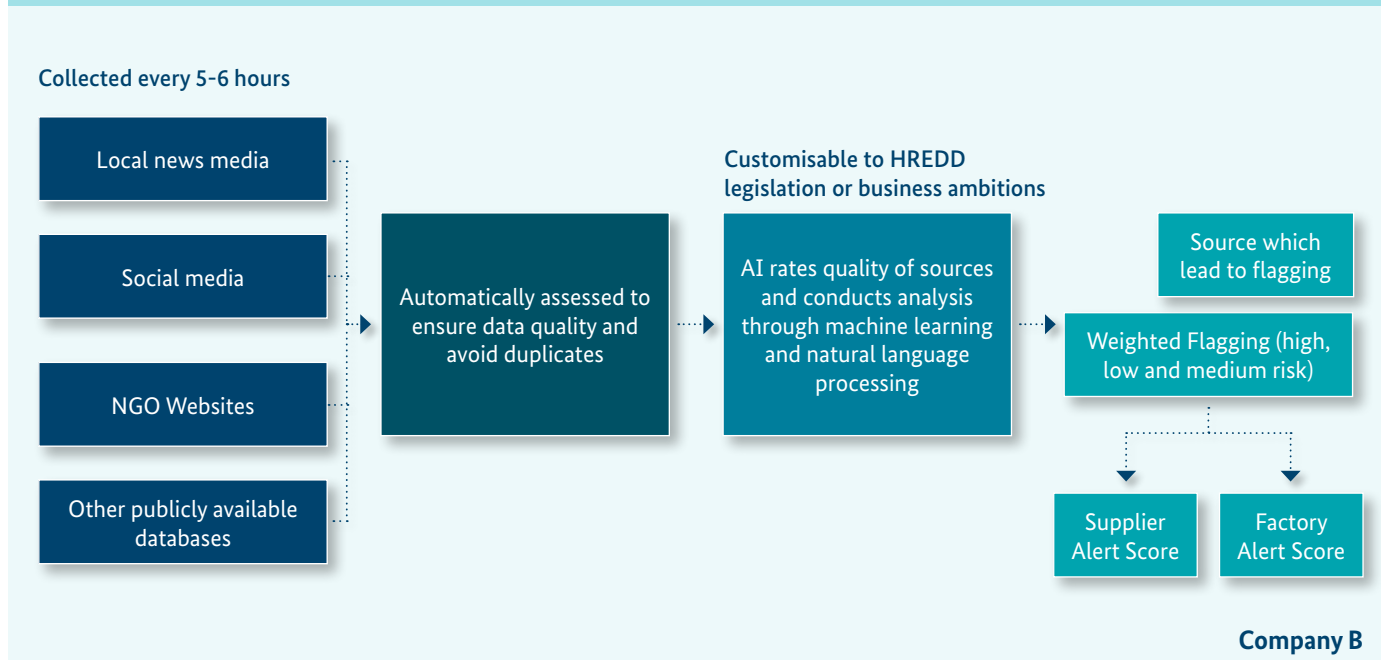 Collected every 5-6 hours
Local news media
Social media
NGO Websites
Other publicly available
databases
Automatically assessed to
ensure data quality and
avoid duplicates
Customisable to HREDD
legislation or business ambitions
AI rates quality of sources
and conducts analysis
through machine learning
and natural language
processing
Source which
lead to flagging
Weighted Flagging (high,
low and medium risk)
Supplier
Alert Score
Factory
Alert Score
Company B